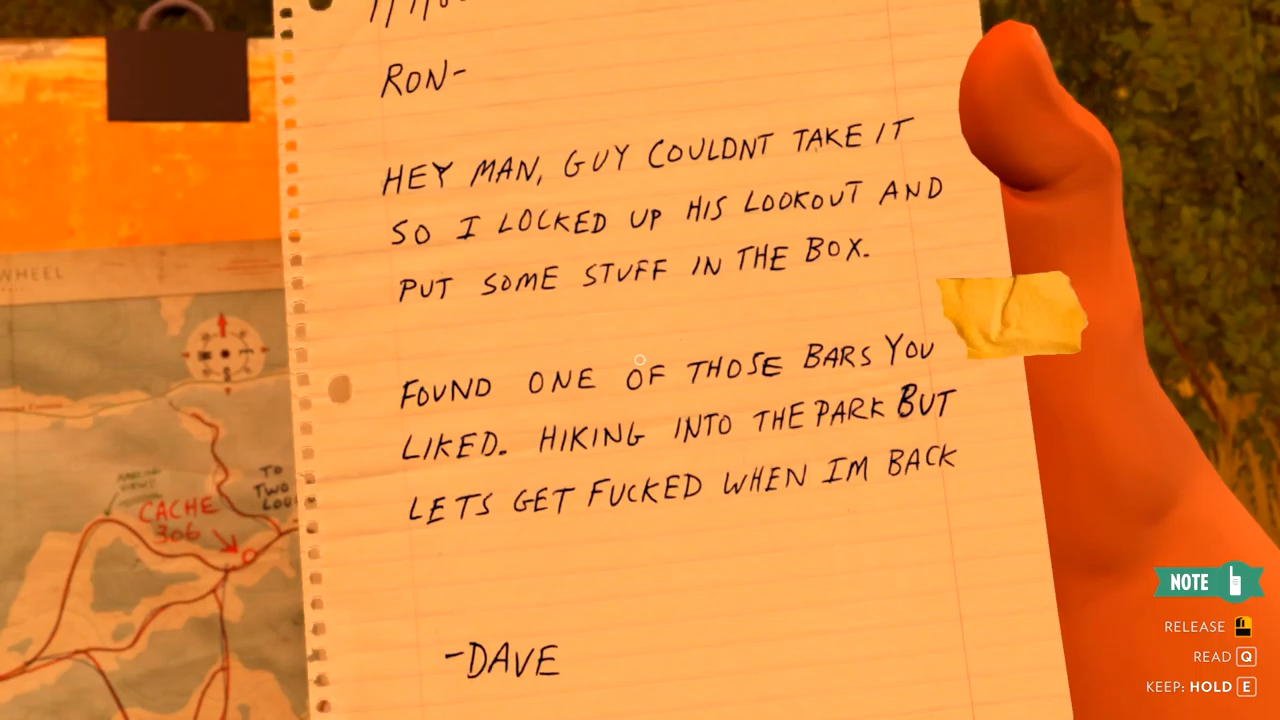 RON-
HEY MAN, GUY COULDNT TAKE IT
SO I LOCKED UP HIS LOOKOUT AND
PUT SOME STUFF IN THE BOX.
FOUND ONE OF THOSE BARS YOU
LIKED. HIKING INTO THE PARK BUT
LETS GET FUCKED WHEN IM BACK
-DAVE
WHEEL
TO
TWO
CACHE
306
NOTE
RELEASE
READ Q
KEEP: HOLD E